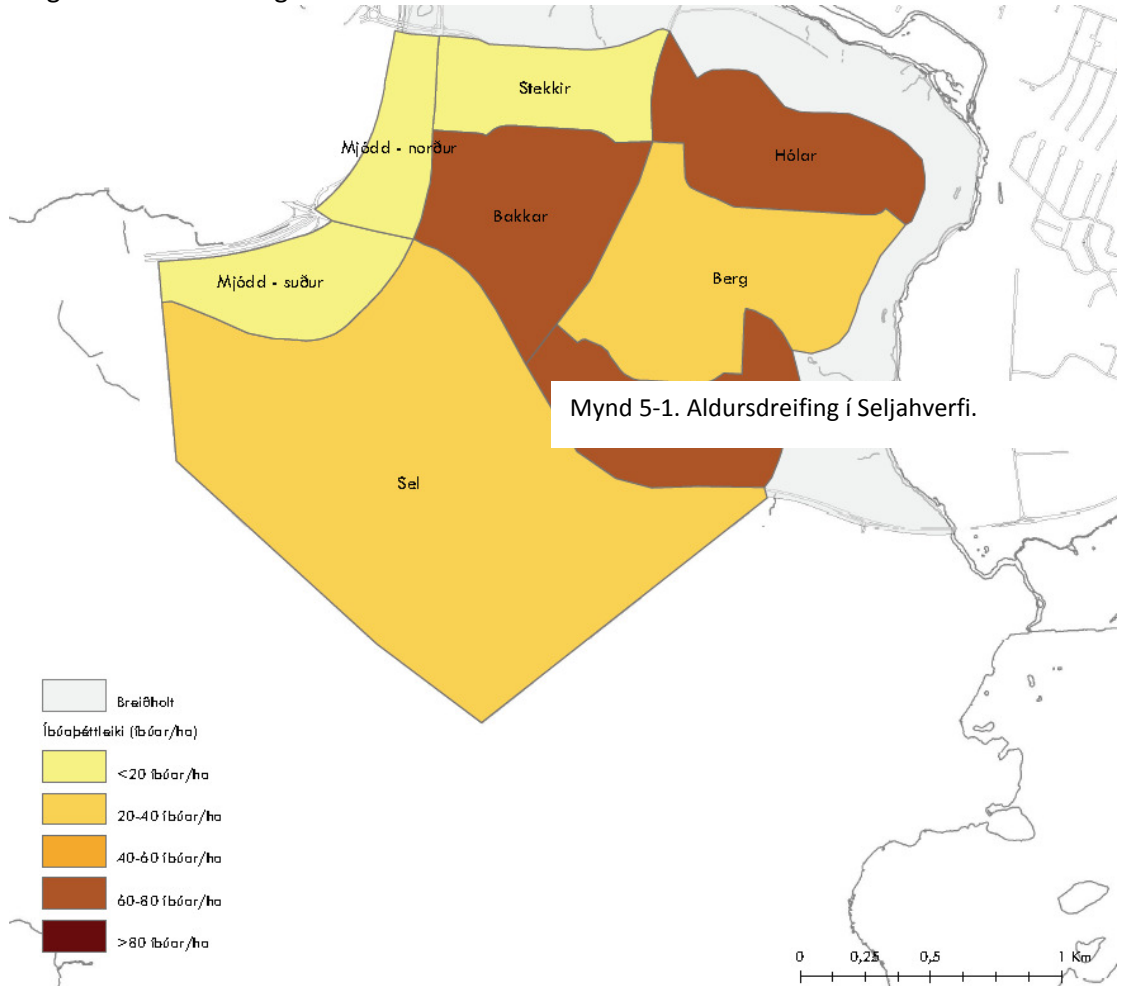 Stekkir
Mjódd - norður
Hólar
Bakkar
Mjódd - suður
Berg
Mynd 5-1. Aldursdreifing í Seljahverfi.
Sel
Breiðholt
Íbúaþéttleiki (íbúar/ha)
<20 íbúar/ha
20-40 íbúar/ha
40-60 íbúar/ha
60-80 íbúar/ha
>80 íbúar/ha
0 0,25 0,5 1 Km